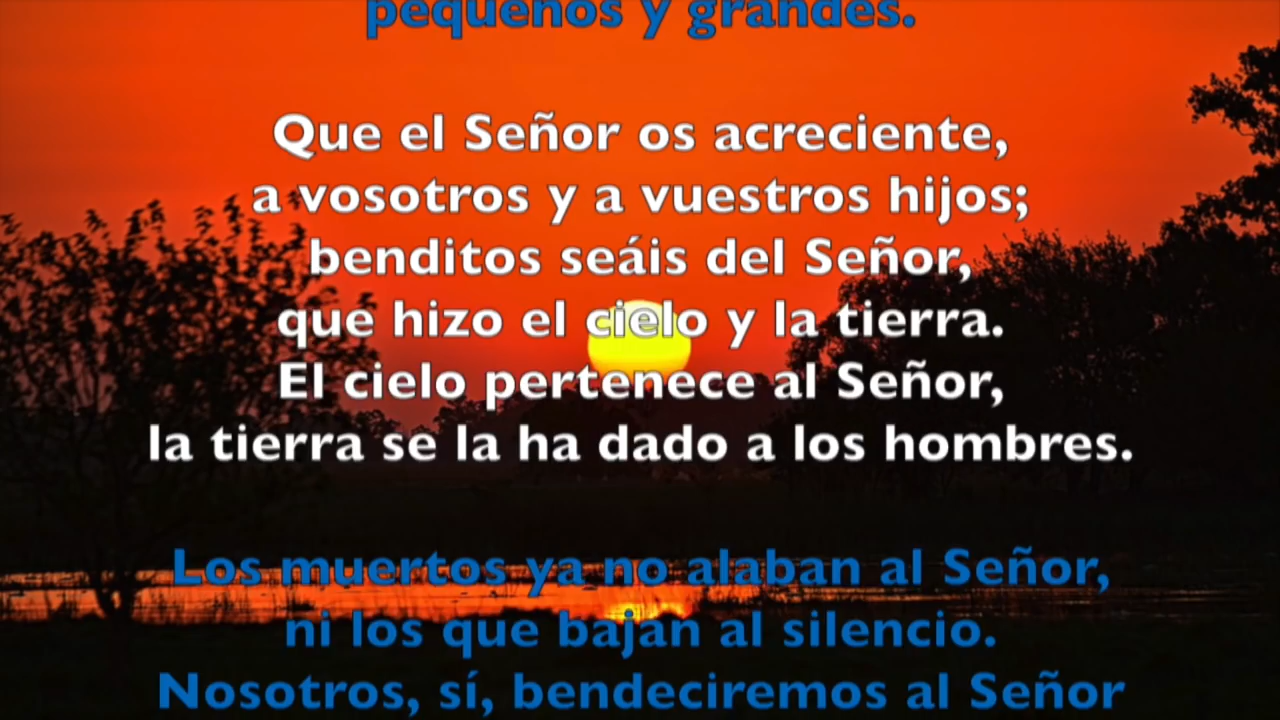 pequeños y grandes.
Que el Señor os acreciente,
a vosotros y a vuestros hijos;
benditos seáis del Señor,
que hizo el cielo y la tierra.
El cielo pertenece al Señor,
la tierra se la ha dado a los hombres.
Los muertos ya no alaban al Señor,
ni los que bajan al silencio.
Nosotros, sí, bendeciremos al Señor